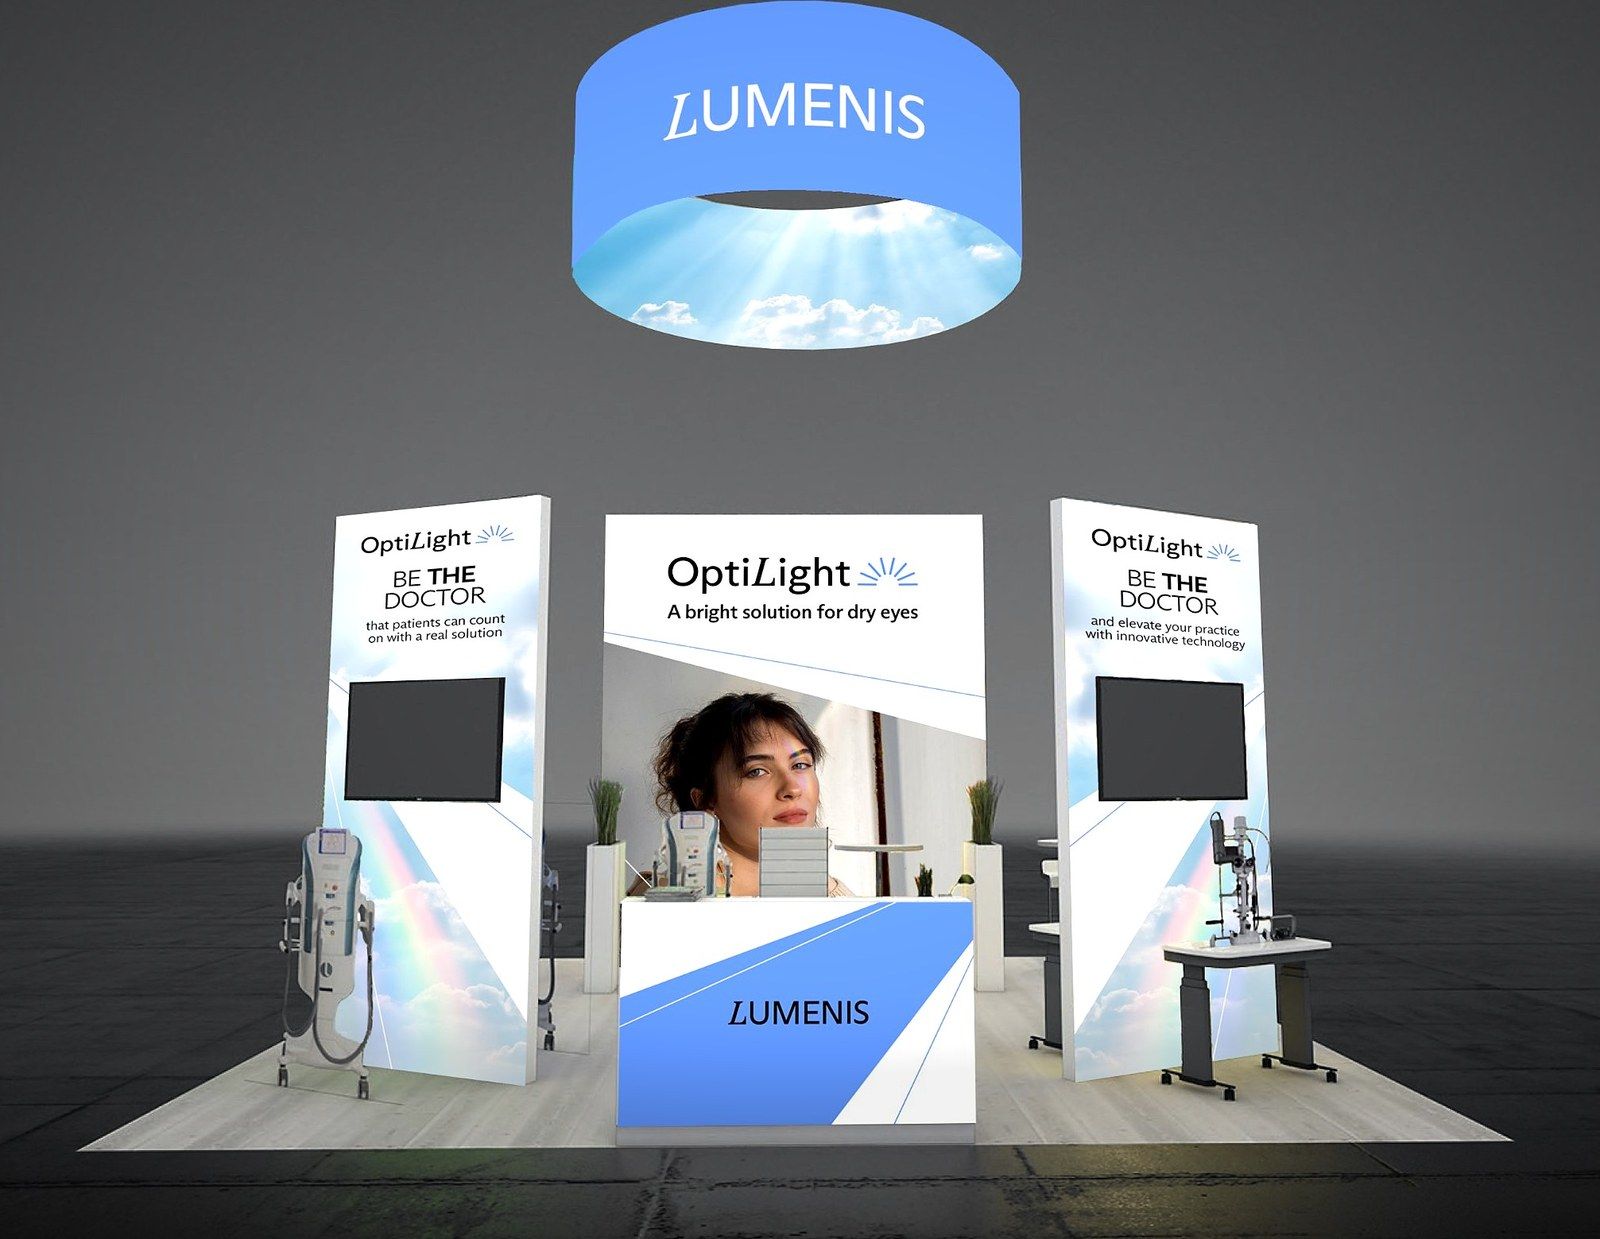 LUMENIS
OptiLight
BE THE
DOCTOR
that patients can count
on with a real solution
OptiLight
A bright solution for dry eyes
OptiLight
BE THE
DOCTOR
and elevate your practice
with innovative technology
LUMENIS